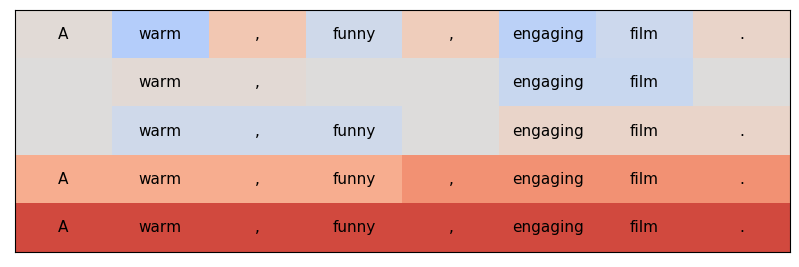 A warm , funny , engaging film .
warm , engaging film
warm , funny engaging film .
A warm , funny , engaging film .
A warm , funny , engaging film .